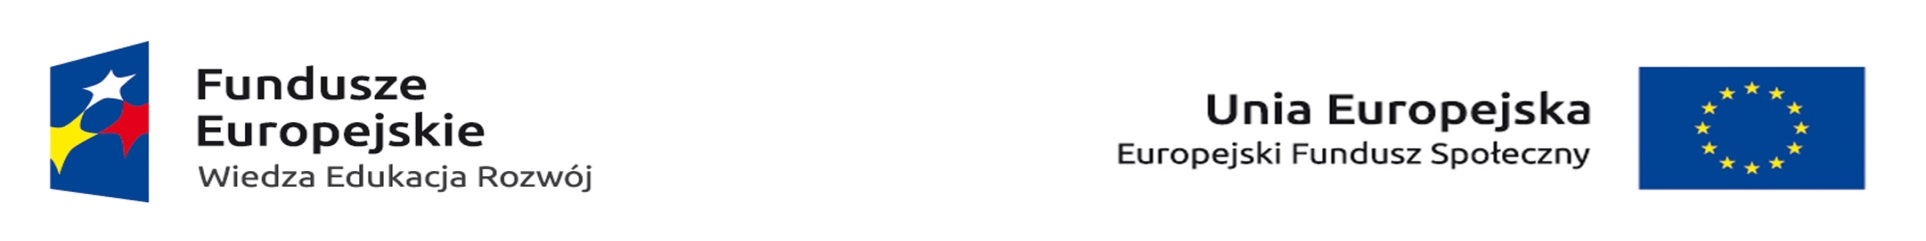 Fundusze
Europejskie
Wiedza Edukacja Rozwój
Unia Europejska
Europejski Fundusz Społeczny